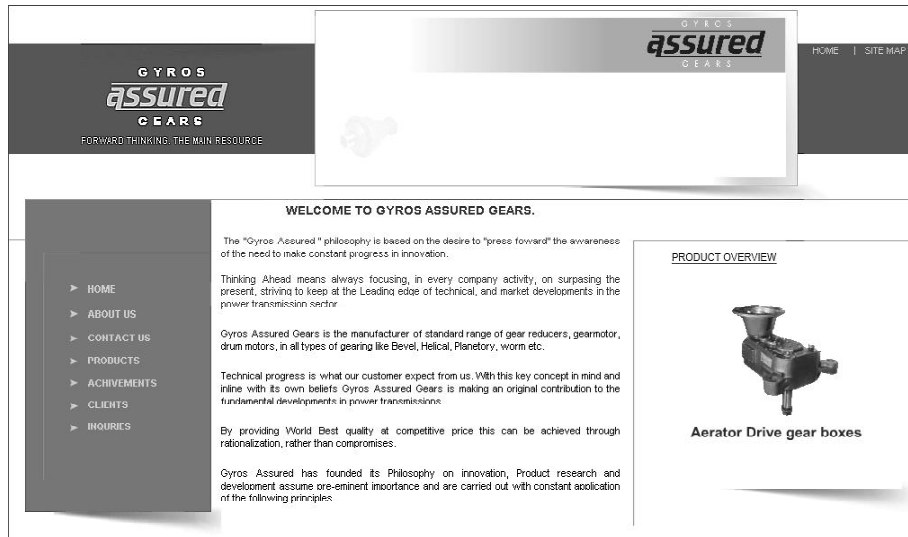 GYROS
assured
GEARS
HOME | SITE MAP
GYROS
assured
GEARS
FORWARD THINKING, THE MAIN RESOURCE
WELCOME TO GYROS ASSURED GEARS.
The "Gyros Assured " philosophy is based on the desire to "press foward" the awareness
of the need to make constant progress in innovation.
Thinking Ahead means always focusing, in every company activity, on surpasing the
present, striving to keep at the Leading edge of technical, and market developments in the
power transmission sector
Gyros Assured Gears is the manufacturer of standard range of gear reducers, gearmotor,
drum motors, in all types of gearing like Bevel, Helical, Planetory, worm etc.
Technical progress is what our customer expect from us. With this key concept in mind and
inline with its own beliefs Gyros Assured Gears is making an original contribution to the
fundamental developments in power transmissions
By providing World Best quality at competitive price this can be achieved through
rationalization, rather than compromises.
Gyros Assured has founded its Philosophy on innovation, Product research and
development assume pre-eminent importance and are carried out with constant application
of the following principles
HOME
ABOUT US
CONTACT US
PRODUCTS
ACHIVEMENTS
CLIENTS
INQURIES
PRODUCT OVERVIEW
Aerator Drive gear boxes